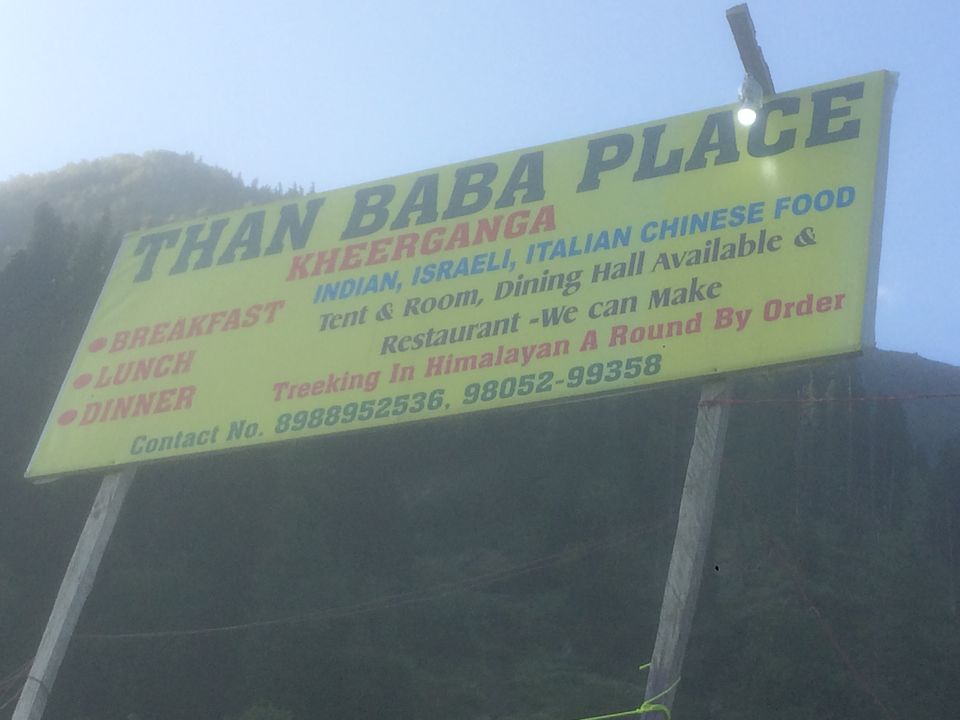 THAN BABA PLACE
KHEERGANGA
INDIAN, ISRAELI, ITALIAN CHINESE FOOD
Tent & Room, Dining Hall Available &
Restaurant -We can Make
Treeking In Himalayan A Round By Order
• BREAKFAST
• LUNCH
• DINNER
Contact No. 8988952536, 98052-99358